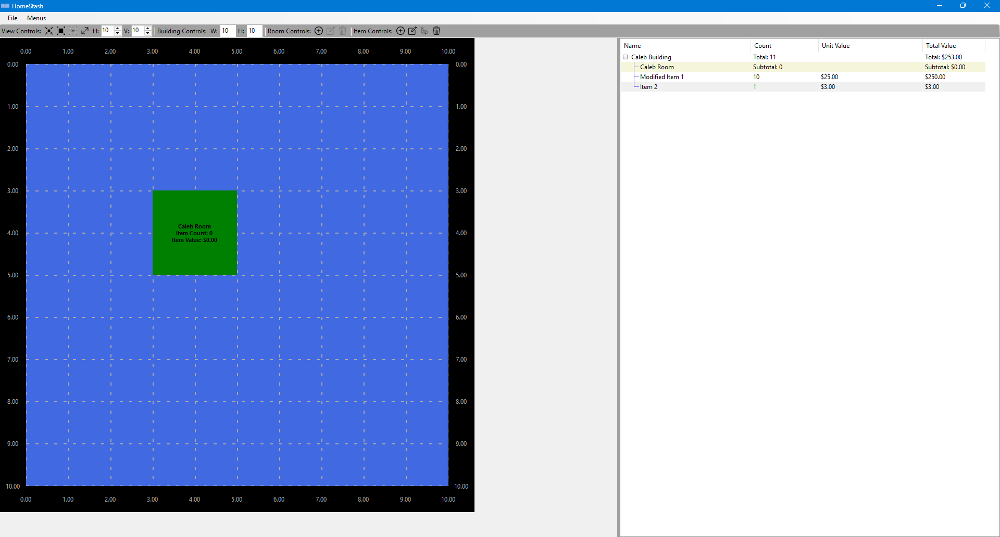 HomeStash
File Menus
View Controls: H: 10 V: 10 Building Controls: W: 10 H: 10 Room Controls: Item Controls:
0.00 1.00 2.00 3.00 4.00 5.00 6.00 7.00 8.00 9.00 10.00
0.00 0.00
1.00 1.00
2.00 2.00
3.00 3.00
Caleb Room
4.00 Item Count: 0 4.00
Item Value: $0.00
5.00 5.00
6.00 6.00
7.00 7.00
8.00 8.00
9.00 9.00
10.00 10.00
0.00 1.00 2.00 3.00 4.00 5.00 6.00 7.00 8.00 9.00 10.00
Name Count Unit Value Total Value
Caleb Building Total: 11 Total: $253.00
Caleb Room Subtotal: 0 Subtotal: $0.00
Modified Item 1 10 $25.00 $250.00
Item 2 1 $3.00 $3.00